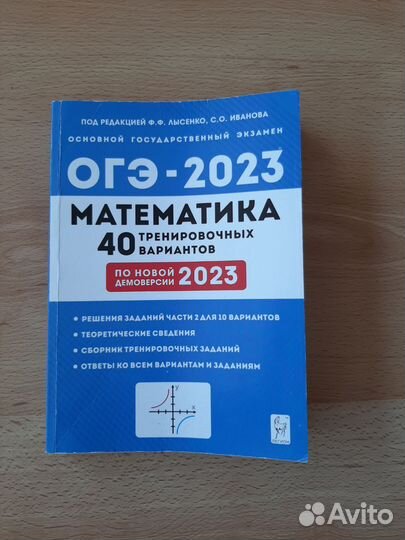 ПОД РЕДАКЦИЕЙ Ф.Ф. ЛЫСЕНКО, С.О. ИВАНОВА
ОСНОВНОЙ ГОСУДАРСТВЕННЫЙ ЭКЗАМЕН
ОГЭ - 2023
МАТЕМАТИКА
40 ТРЕНИРОВОЧНЫХ
ВАРИАНТОВ
ПО НОВОЙ
ДЕМОВЕРСИИ 2023
• РЕШЕНИЯ ЗАДАНИЙ ЧАСТИ 2 ДЛЯ 10 ВАРИАНТОВ
• ТЕОРЕТИЧЕСКИЕ СВЕДЕНИЯ
• СБОРНИК ТРЕНИРОВОЧНЫХ ЗАДАНИЙ
• ОТВЕТЫ КО ВСЕМ ВАРИАНТАМ И ЗАДАНИЯМ
y
x
ЛЕГИОН
Avito